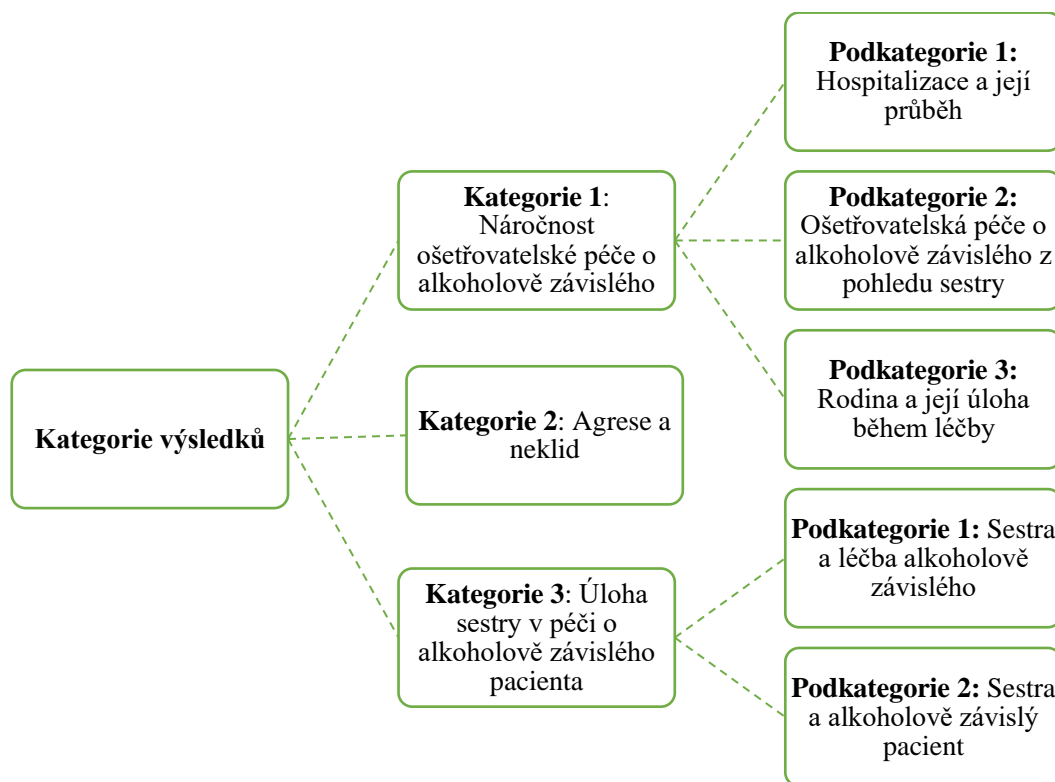 Kategorie výsledků
Kategorie 1:
Náročnost
ošetřovatelské péče o
alkoholově závislého
Podkategorie 1:
Hospitalizace a její
průběh
Podkategorie 2:
Ošetřovatelská péče o
alkoholově závislého z
pohledu sestry
Podkategorie 3:
Rodina a její úloha
během léčby
Kategorie 2: Agrese a
neklid
Kategorie 3: Úloha
sestry v péči o
alkoholově závislého
pacienta
Podkategorie 1: Sestra
a léčba alkoholově
závislého
Podkategorie 2: Sestra
a alkoholově závislý
pacient